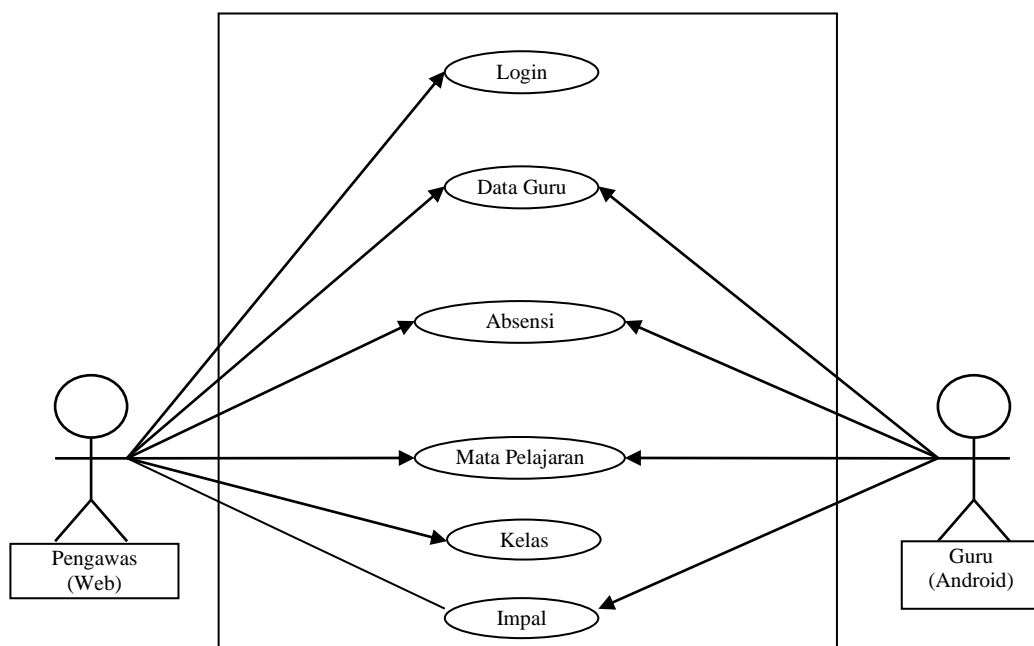 Login
Data Guru
Absensi
Mata Pelajaran
Kelas
Impal
Pengawas
(Web)
Guru
(Android)